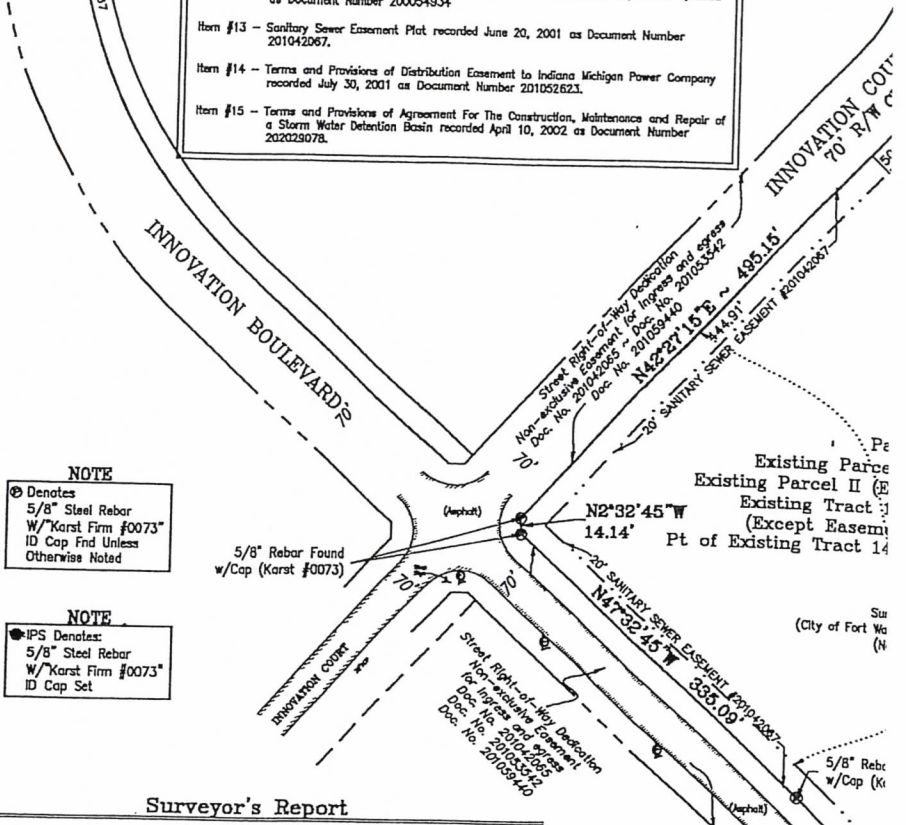 as Document Number 200054934
Item #13 - Sanitary Sewer Easement Plat recorded June 20, 2001 as Document Number
201042067.
Item #14 - Terms and Provisions of Distribution Easement to Indiana Michigan Power Company
recorded July 30, 2001 as Document Number 201052623.
Item #15 - Terms and Provisions of Agreement For The Construction, Maintenance and Repair of
a Storm Water Detention Basin recorded April 10, 2002 as Document Number
202029078.
INNOVATION COU
70' R/W
INNOVATION BOULEVARD
70'
Street Right-of-Way Dedication
Non-exclusive Easement for ingress and egress
Doc. No. 201042065 ~ Doc. No. 201053542
Doc. No. 201059440
N42°27'15"E ~ 495.15'
444.91'
20' SANITARY SEWER EASEMENT #201042067
70'
Existing Parce
Existing Parcel II (E
Existing Tract 1
(Except Easem
Pt of Existing Tract 14
NOTE
Denotes
5/8" Steel Rebar
W/"Karst Firm #0073"
ID Cap Fnd Unless
Otherwise Noted
(Asphalt)
N2°32'45"W
14.14'
5/8" Rebar Found
w/Cap (Karst #0073)
70'
70'
20' SANITARY SEWER EASEMENT #201042067
N47°32'45"W 335.09'
(City of Fort Wa
NOTE
IPS Denotes:
5/8" Steel Rebar
W/"Karst Firm #0073"
ID Cap Set
INNOVATION COURT
Street Right-of-Way Dedication
Non-exclusive Easement
for ingress and egress
Doc. No. 201042065
Doc. No. 201053542
Doc. No. 201059440
5/8" Reba
w/Cap (Ka
(Asphalt)
Surveyor's Report